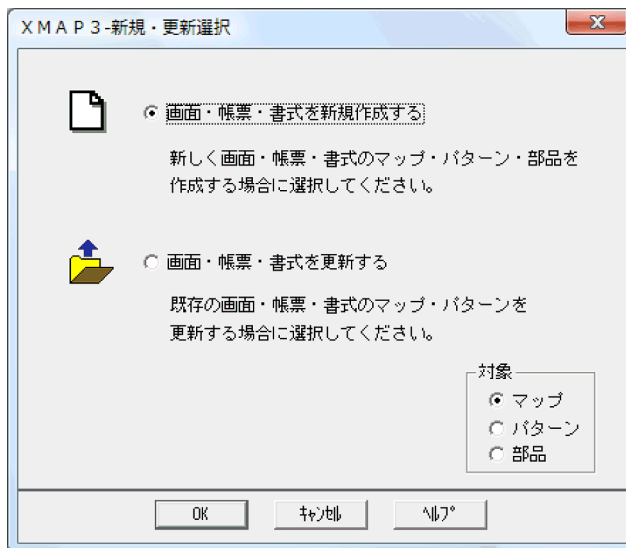 ＸＭＡＰ３-新規・更新選択
画面・帳票・書式を新規作成する
新しく画面・帳票・書式のマップ・パターン・部品を
作成する場合に選択してください。
画面・帳票・書式を更新する
既存の画面・帳票・書式のマップ・パターンを
更新する場合に選択してください。
対象
マップ
パターン
部品
OK
ｷｬﾝｾﾙ
ﾍﾙﾌﾟ